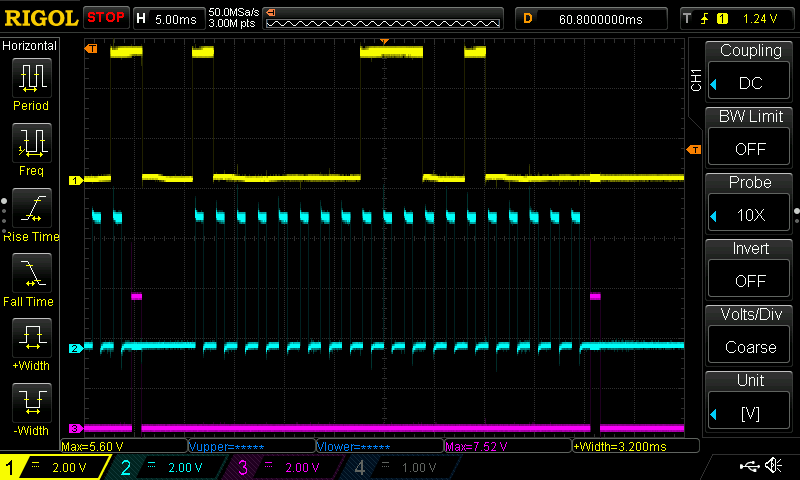 RIGOL STOP H 5.00ms 50.0MSa/s 3.00M pts D 60.8000000ms T 1 1.24 V
Horizontal
Period
Freq
Rise Time
Fall Time
+Width
-Width
T
1
2
3
T
CH1
Coupling
DC
BW Limit
OFF
Probe
10X
Invert
OFF
Volts/Div
Coarse
Unit
[V]
Max=5.60 V Vupper=***** Vlower=***** Max=7.52 V +Width=3.200ms
1 2.00 V 2 2.00 V 3 2.00 V 4 1.00 V